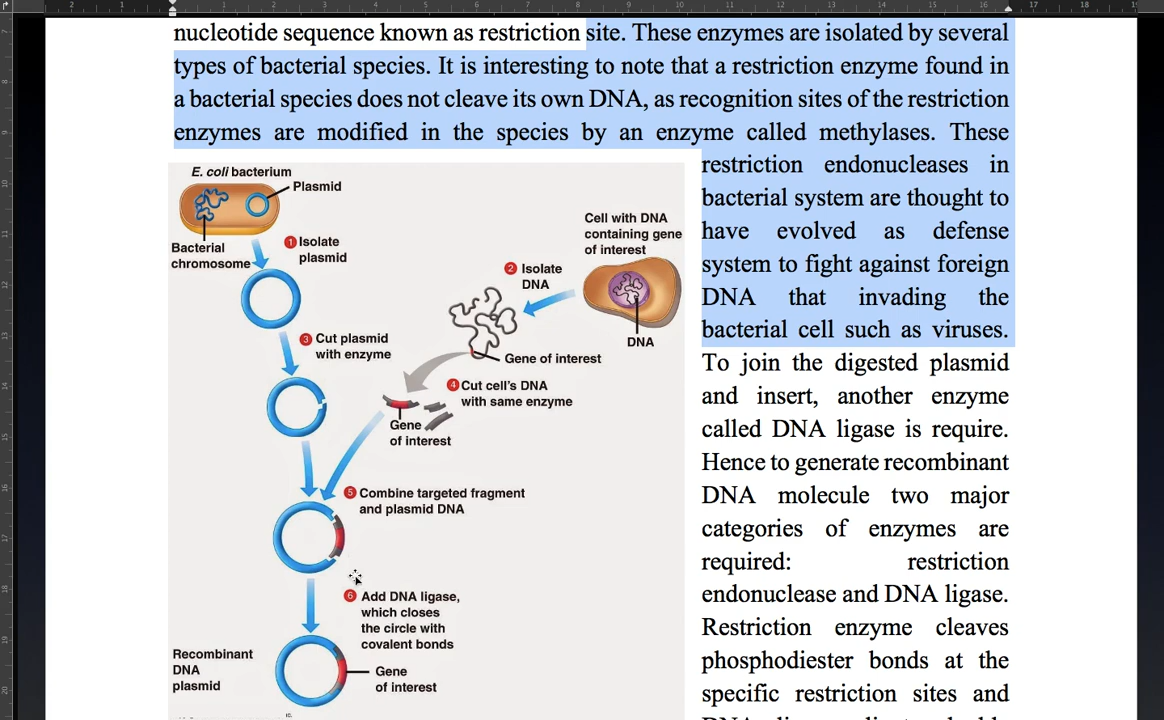 nucleotide sequence known as restriction site. These enzymes are isolated by several
types of bacterial species. It is interesting to note that a restriction enzyme found in
a bacterial species does not cleave its own DNA, as recognition sites of the restriction
enzymes are modified in the species by an enzyme called methylases. These
restriction endonucleases in
bacterial system are thought to
have evolved as defense
system to fight against foreign
DNA that invading the
bacterial cell such as viruses.
To join the digested plasmid
and insert, another enzyme
called DNA ligase is require.
Hence to generate recombinant
DNA molecule two major
categories of enzymes are
required: restriction
endonuclease and DNA ligase.
Restriction enzyme cleaves
phosphodiester bonds at the
specific restriction sites and
E. coli bacterium
Plasmid
Bacterial
chromosome
1 Isolate
plasmid
Cell with DNA
containing gene
of interest
2 Isolate
DNA
DNA
Gene of interest
3 Cut plasmid
with enzyme
4 Cut cell's DNA
with same enzyme
Gene
of interest
5 Combine targeted fragment
and plasmid DNA
6 Add DNA ligase,
which closes
the circle with
covalent bonds
Recombinant
DNA
plasmid
Gene
of interest